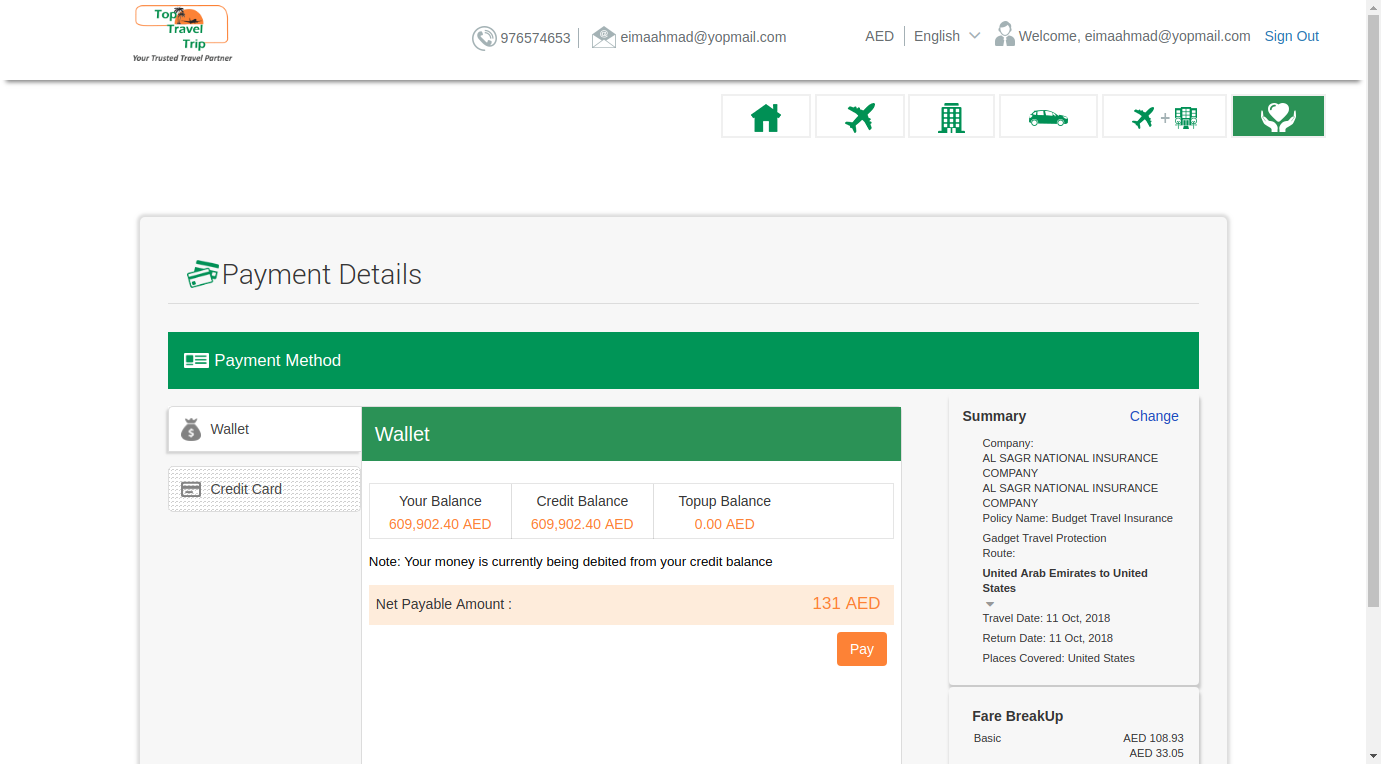 Top
Travel
Trip
Your Trusted Travel Partner
976574653
eimaahmad@yopmail.com
AED
English
Welcome, eimaahmad@yopmail.com
Sign Out
+
Payment Details
Payment Method
Wallet
Credit Card
Wallet
Your Balance
609,902.40 AED
Credit Balance
609,902.40 AED
Topup Balance
0.00 AED
Note: Your money is currently being debited from your credit balance
Net Payable Amount :
131 AED
Pay
Summary
Change
Company:
AL SAGR NATIONAL INSURANCE
COMPANY
AL SAGR NATIONAL INSURANCE
COMPANY
Policy Name: Budget Travel Insurance
Gadget Travel Protection
Route:
United Arab Emirates to United
States
Travel Date: 11 Oct, 2018
Return Date: 11 Oct, 2018
Places Covered: United States
Fare BreakUp
Basic
AED 108.93
AED 33.05